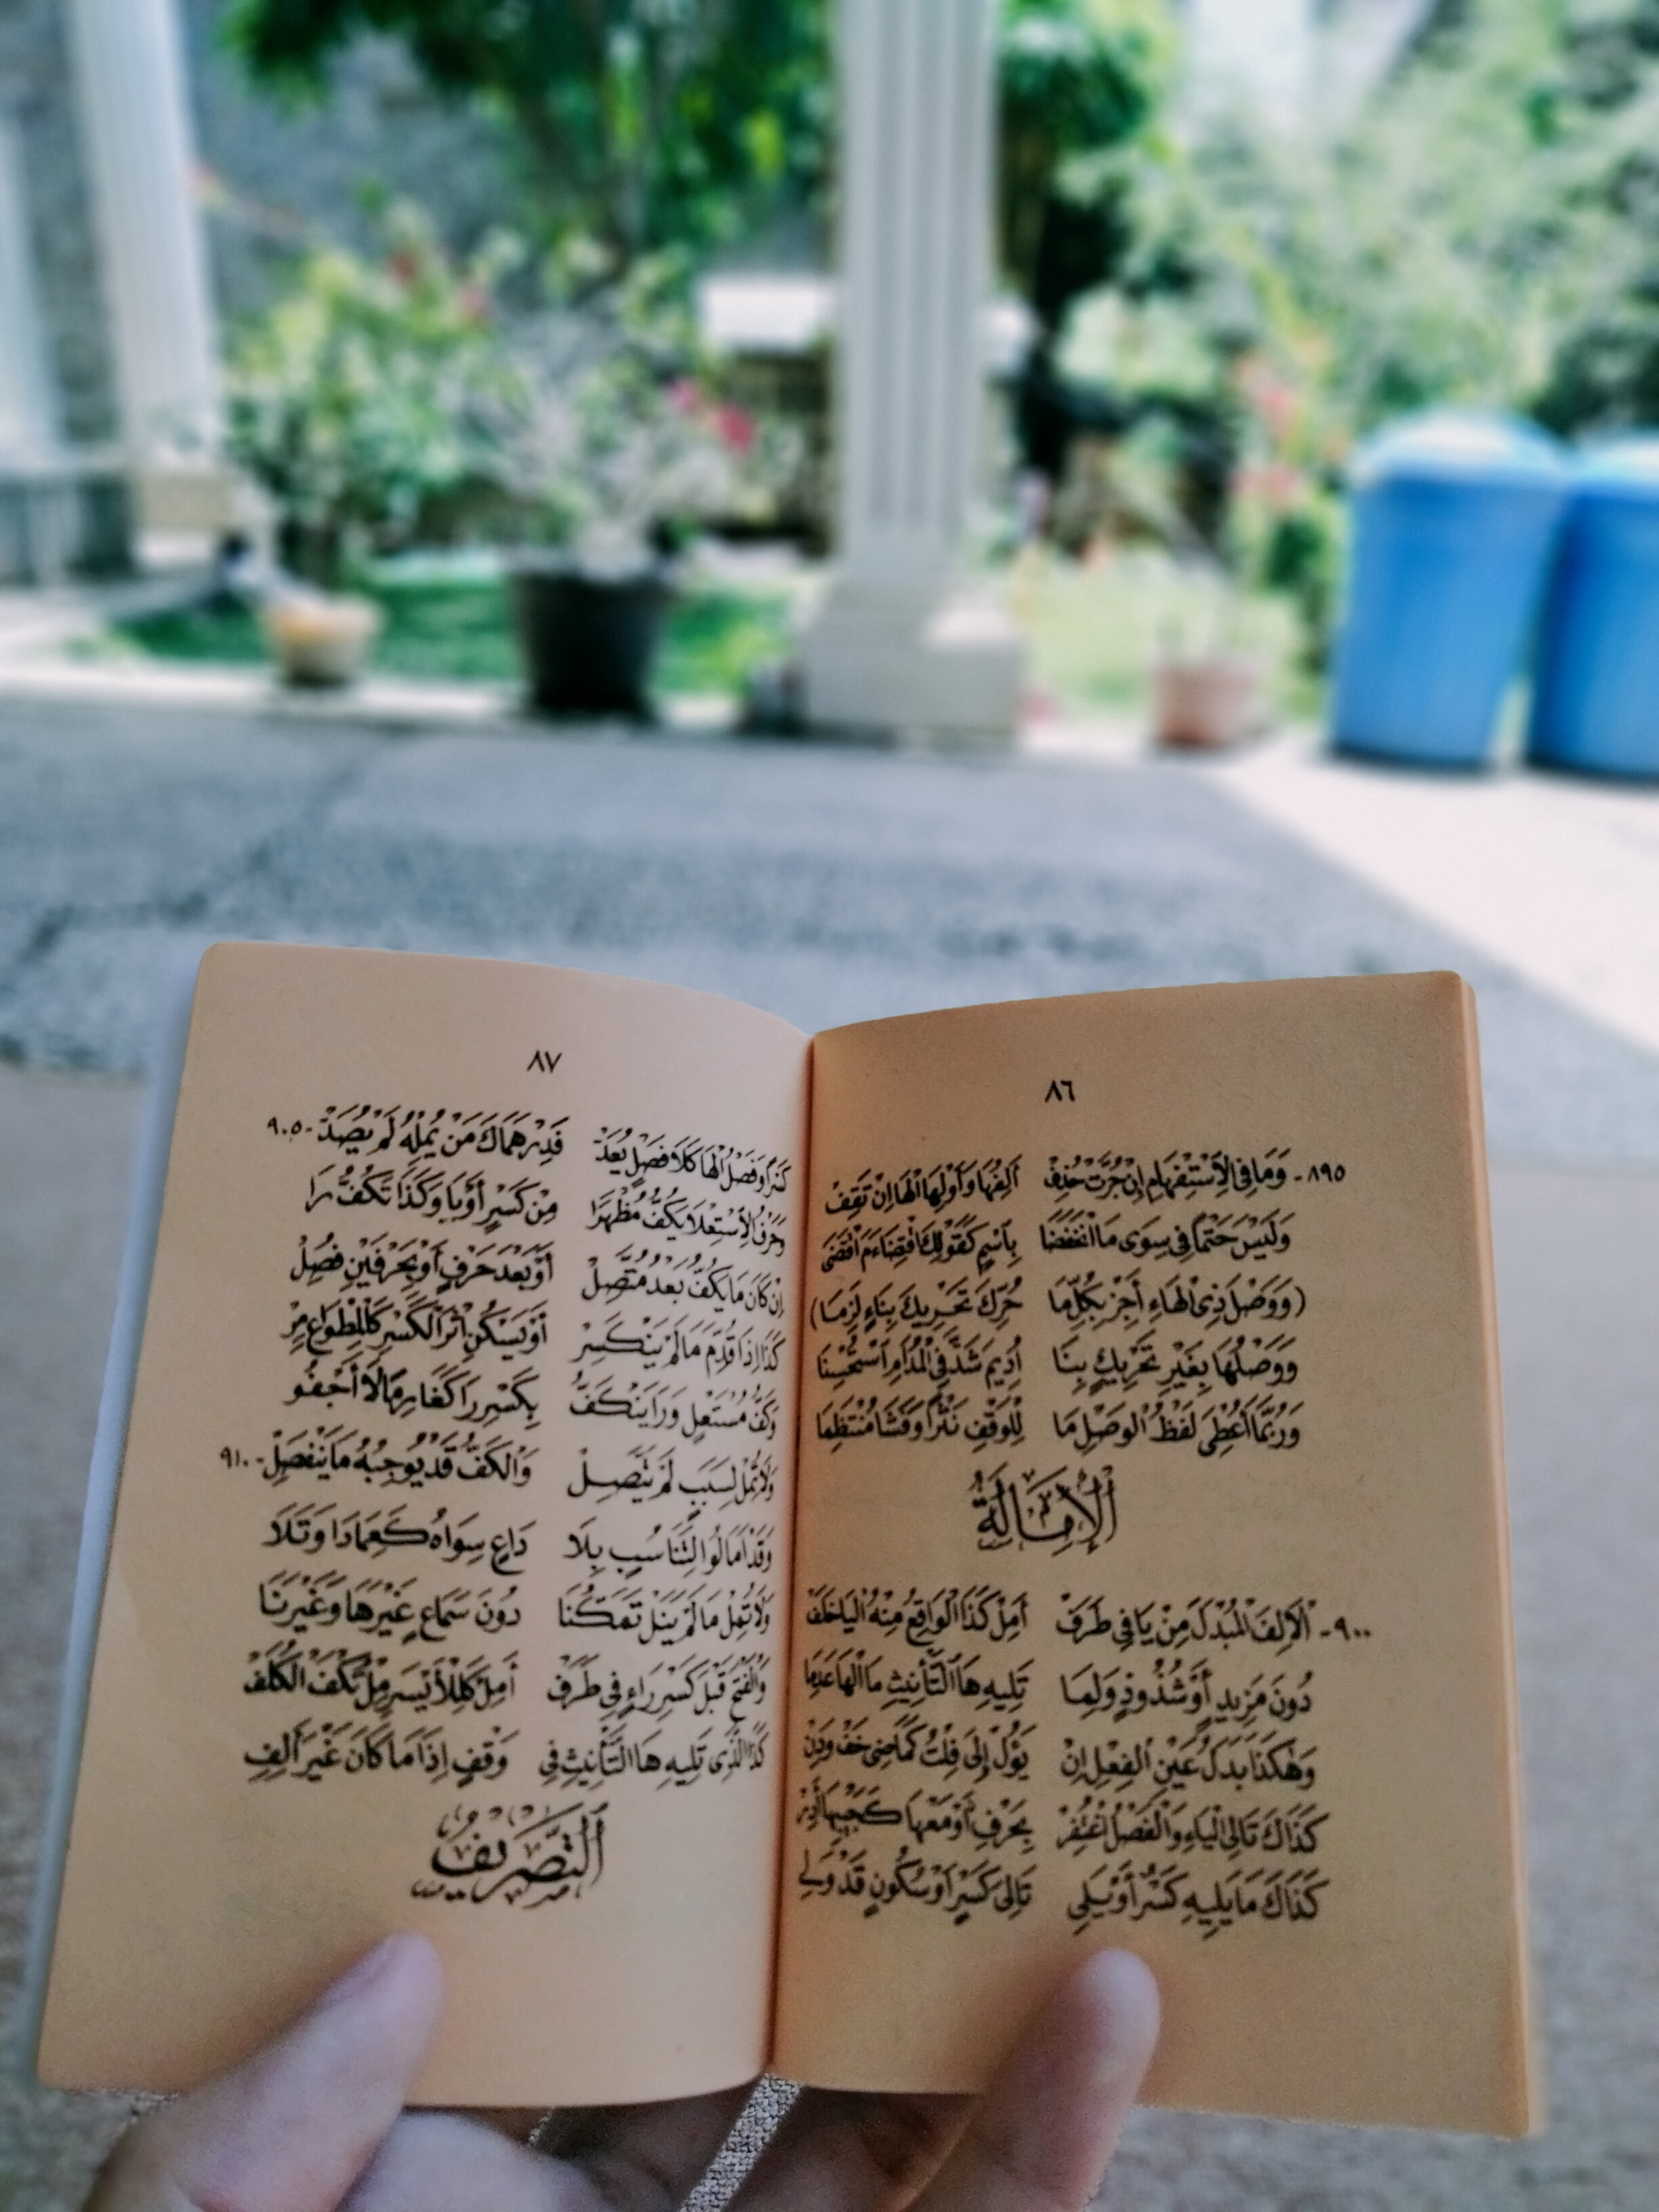 ٨٦
٨٩٥- وَمَا فِي الِاسْتِفْهَامِ إِنْ جُرَّتْ حُذِفْ أَلِفُهَا وَأَوْلِهَا الْهَا إِنْ تَقِفْ
وَلَيْسَ حَتْمًا فِي سِوَى مَا انْخَفَضَا بِاسْمٍ كَقَوْلِكَ اقْتِضَاءَ مَ اقْتَضَى
(وَوَصْلَ ذِي الْهَاءِ أَجِزْ بِكُلِّ مَا حُرِّكَ تَحْرِيكَ بِنَاءٍ لَزِمَا)
وَوَصْلُهَا بِغَيْرِ تَحْرِيكِ بِنَا أُدِيمَ شَذَّ فِي الْمُدَامِ اسْتُحْسِنَا
وَرُبَّمَا أُعْطِيَ لَفْظُ الْوَصْلِ مَا لِلْوَقْفِ نَثْرًا وَفَشَا مُنْتَظِمَا
اَلْإِمَالَةُ
٩٠٠- اَلْأَلِفَ الْمُبْدَلَ مِنْ يَا فِي طَرَفْ أَمِلْ كَذَا الْوَاقِعُ مِنْهُ الْيَا خَلَفْ
دُونَ مَزِيدٍ أَوْ شُذُوذٍ وَلِمَا تَلِيهِ هَا التَّأْنِيثِ مَا الْهَا عَدِمَا
وَهٰكَذَا بَدَلُ عَيْنِ الْفِعْلِ إِنْ يَؤُلْ إِلَى فِلْتُ كَمَاضِي خَفْ وَدِنْ
كَذَاكَ تَالِي الْيَاءِ وَالْفَصْلُ اغْتُفِرْ بِحَرْفٍ أَوْ مَعْهَا كَجَيْبَهَا أَدِرْ
كَذَاكَ مَا يَلِيهِ كَسْرٌ أَوْ يَلِي تَالِيَ كَسْرٍ أَوْ سُكُونٍ قَدْ وَلِي
٨٧
كَسْرًا وَفَصْلُ الْهَا كَلَا فَصْلٍ يُعَدّْ فَدِرْهَمَاكَ مَنْ يُمِلْهُ لَمْ يُصَدّْ -٩٠٥
وَحَرْفُ الِاسْتِعْلَا يَكُفُّ مُظْهَرَا مِنْ كَسْرٍ أَوْ يَا وَكَذَا تَكُفُّ رَا
إِنْ كَانَ مَا يَكُفُّ بَعْدُ مُتَّصِلْ أَوْ بَعْدَ حَرْفٍ أَوْ بِحَرْفَيْنِ فُصِلْ
كَذَا إِذَا قُدِّمَ مَا لَمْ يَنْكَسِرْ أَوْ يَسْكُنِ اثْرَ الْكَسْرِ كَالْمِطْوَاعِ مِرْ
وَكَفُّ مُسْتَعْلٍ وَرَا يَنْكَفُّ بِكَسْرِ رَا كَغَارِمًا لَا أَجْفُو
وَلَا تُمِلْ لِسَبَبٍ لَمْ يَتَّصِلْ وَالْكَفُّ قَدْ يُوجِبُهُ مَا يَنْفَصِلْ -٩١٠
وَقَدْ أَمَالُوا لِتَنَاسُبٍ بِلَا دَاعٍ سِوَاهُ كَعِمَادَا وَتَلَا
وَلَا تُمِلْ مَا لَمْ يَنَلْ تَمَكُّنَا دُونَ سَمَاعٍ غَيْرَ هَا وَغَيْرَ نَا
وَالْفَتْحَ قَبْلَ كَسْرِ رَاءٍ فِي طَرَفْ أَمِلْ كَلِلْأَيْسَرِ مِلْ تُكْفَ الْكُلَفْ
كَذَا الَّذِي تَلِيهِ هَا التَّأْنِيثِ فِي وَقْفٍ إِذَا مَا كَانَ غَيْرَ أَلِفِ
اَلتَّصْرِيفُ